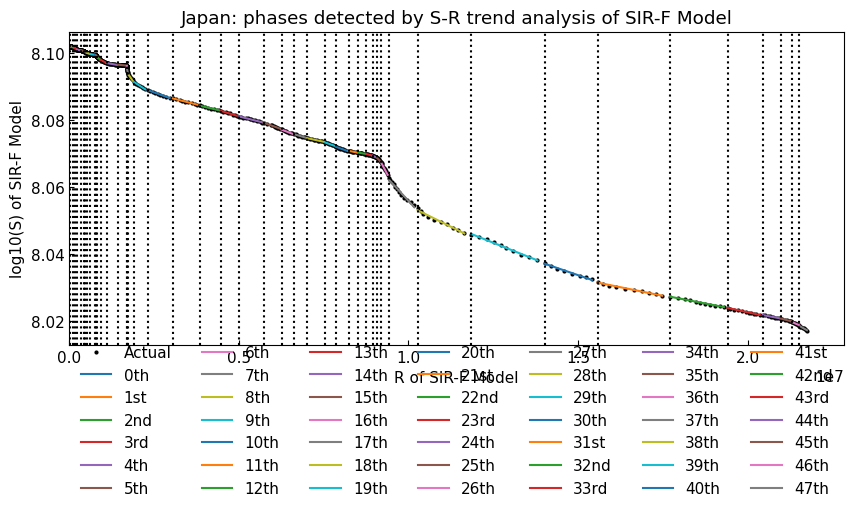 Japan: phases detected by S-R trend analysis of SIR-F Model
log10(S) of SIR-F Model
8.10
8.08
8.06
8.04
8.02
0.0 0.5 1.0 1.5 2.0
R of SIR-F Model
1e7
Actual 6th 13th 20th 27th 34th 41st
0th 7th 14th 21st 28th 35th 42nd
1st 8th 15th 22nd 29th 36th 43rd
2nd 9th 16th 23rd 30th 37th 44th
3rd 10th 17th 24th 31st 38th 45th
4th 11th 18th 25th 32nd 39th 46th
5th 12th 19th 26th 33rd 40th 47th